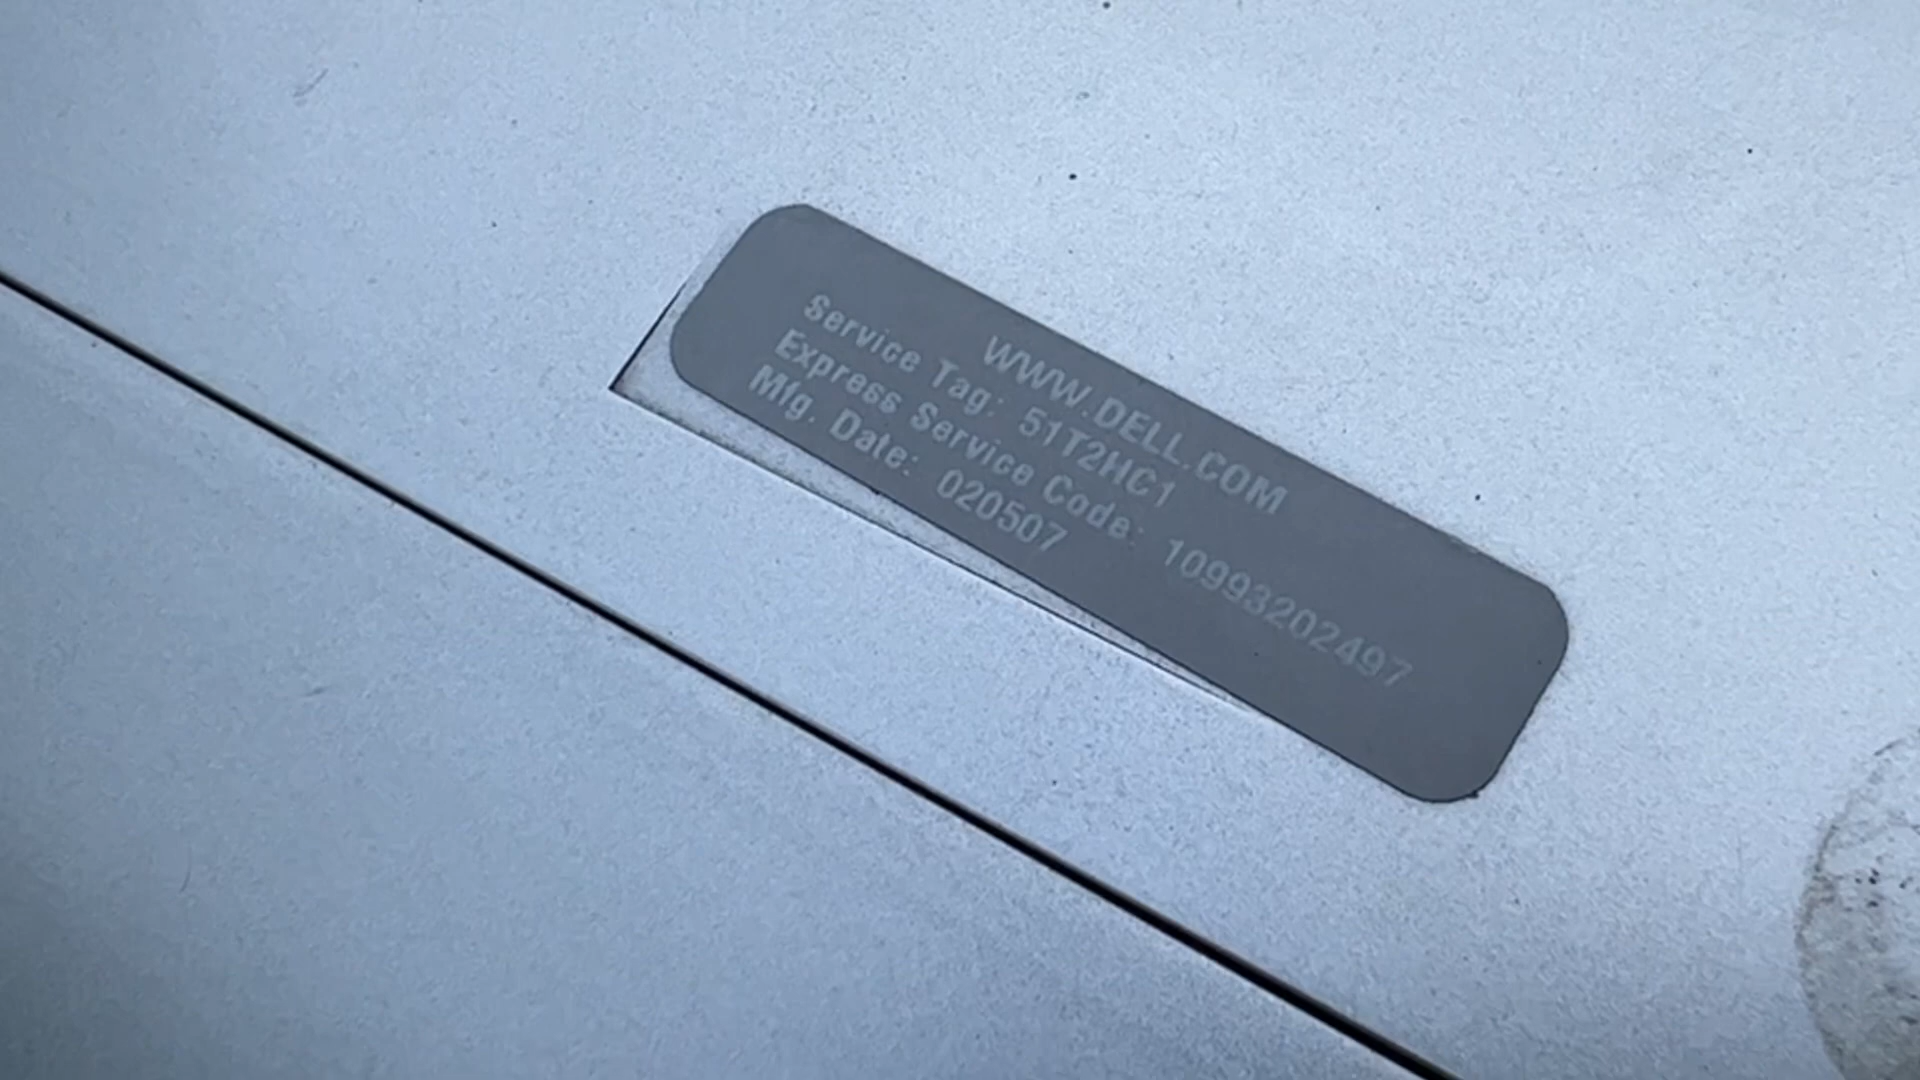 WWW.DELL.COM
Service Tag: 51T2HC1
Express Service Code: 10993202497
Mfg. Date: 020507